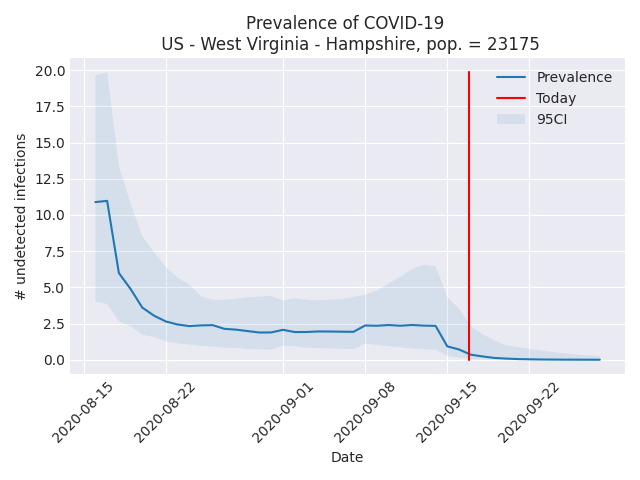 Prevalence of COVID-19
US - West Virginia - Hampshire, pop. = 23175
20.0
17.5
15.0
12.5
10.0
7.5
5.0
2.5
0.0
# undetected infections
Prevalence
Today
95CI
2020-08-15
2020-08-22
2020-09-01
2020-09-08
2020-09-15
2020-09-22
Date